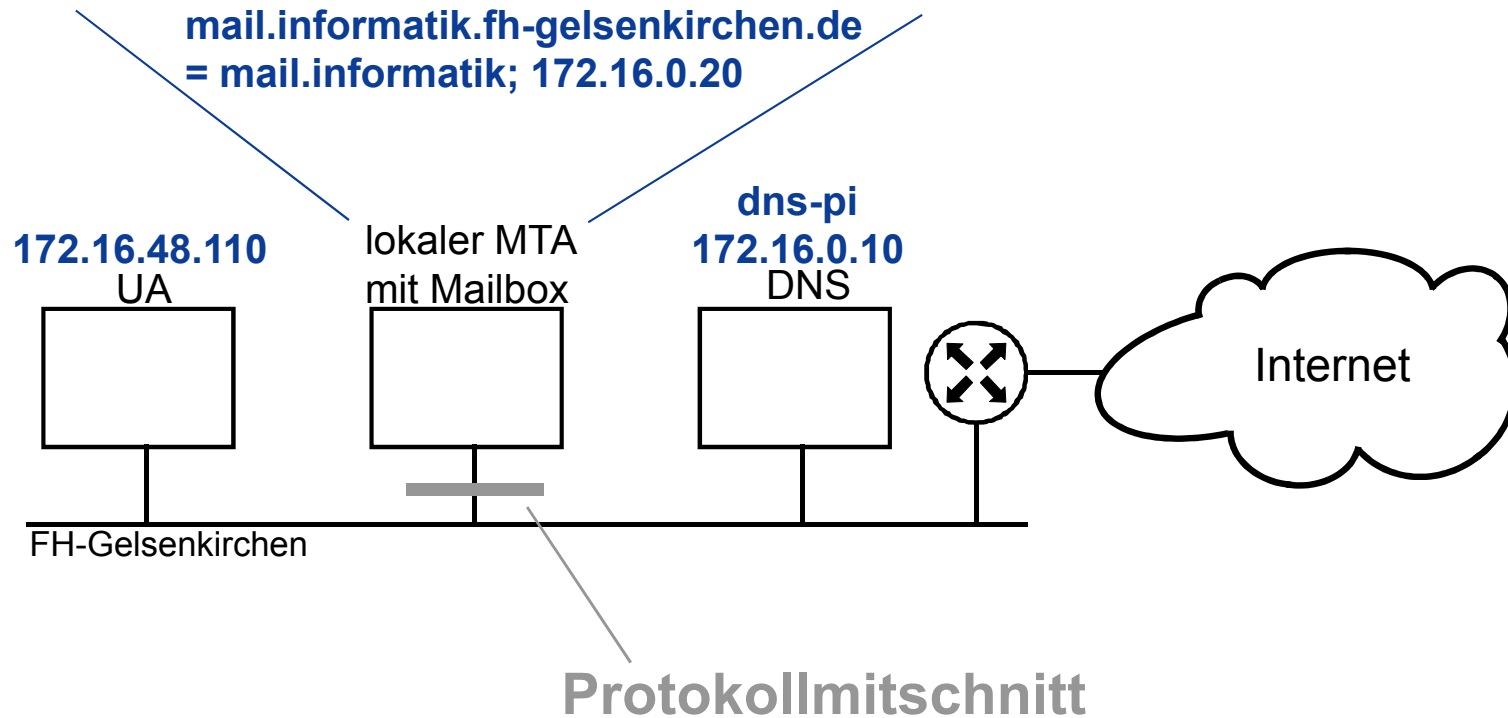 mail.informatik.fh-gelsenkirchen.de
= mail.informatik; 172.16.0.20
172.16.48.110
UA
lokaler MTA
mit Mailbox
dns-pi
172.16.0.10
DNS
Internet
FH-Gelsenkirchen
Protokollmitschnitt